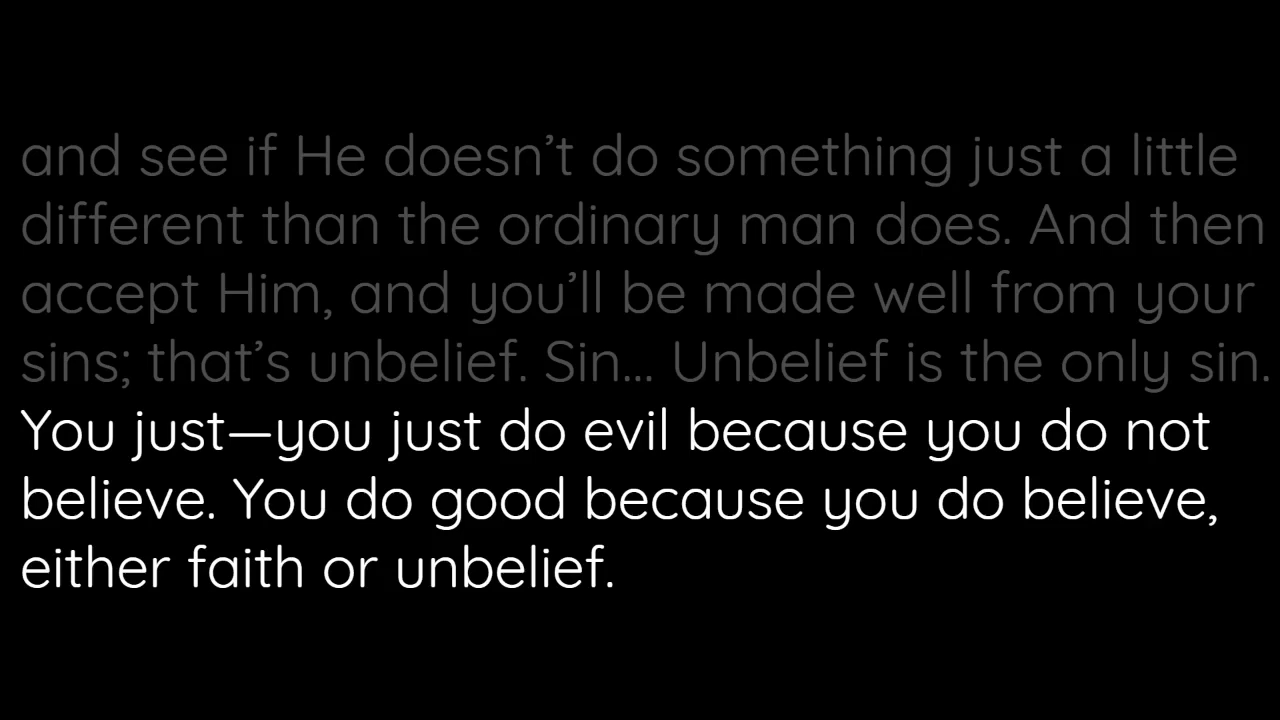 and see if He doesn’t do something just a little
different than the ordinary man does. And then
accept Him, and you’ll be made well from your
sins; that’s unbelief. Sin... Unbelief is the only sin.
You just—you just do evil because you do not
believe. You do good because you do believe,
either faith or unbelief.